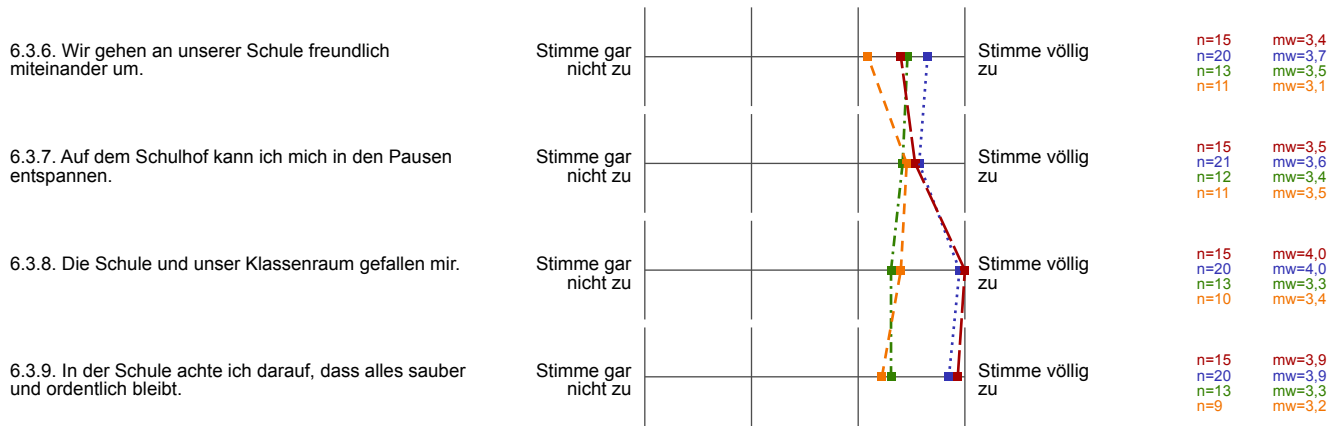 6.3.6. Wir gehen an unserer Schule freundlich
miteinander um.
Stimme gar
nicht zu
Stimme völlig
zu
n=15 mw=3,4
n=20 mw=3,7
n=13 mw=3,5
n=11 mw=3,1
6.3.7. Auf dem Schulhof kann ich mich in den Pausen
entspannen.
Stimme gar
nicht zu
Stimme völlig
zu
n=15 mw=3,5
n=21 mw=3,6
n=12 mw=3,4
n=11 mw=3,5
6.3.8. Die Schule und unser Klassenraum gefallen mir.
Stimme gar
nicht zu
Stimme völlig
zu
n=15 mw=4,0
n=20 mw=4,0
n=13 mw=3,3
n=10 mw=3,4
6.3.9. In der Schule achte ich darauf, dass alles sauber
und ordentlich bleibt.
Stimme gar
nicht zu
Stimme völlig
zu
n=15 mw=3,9
n=20 mw=3,9
n=13 mw=3,3
n=9 mw=3,2